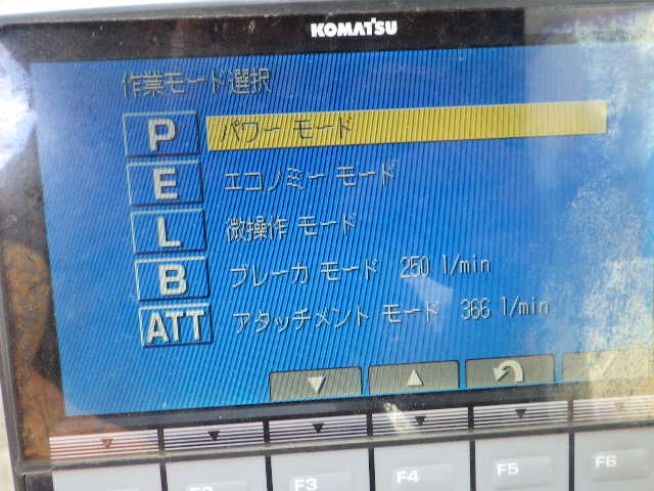 KOMATSU
作業モード選択
P パワー モード
E エコノミー モード
L 微操作 モード
B ブレーカ モード 250 l/min
ATT アタッチメント モード 366 l/min
F3 F4 F5 F6